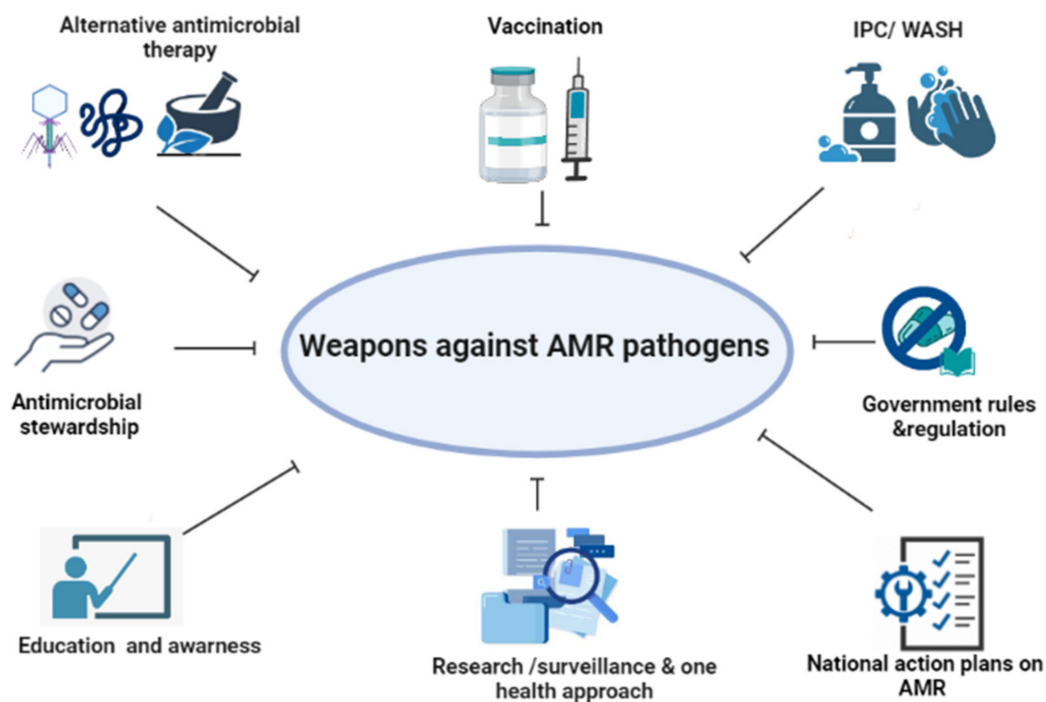 Alternative antimicrobial
therapy
Vaccination
IPC/ WASH
Weapons against AMR pathogens
Antimicrobial
stewardship
Government rules
&regulation
Education and awarness
Research /surveillance & one
health approach
National action plans on
AMR